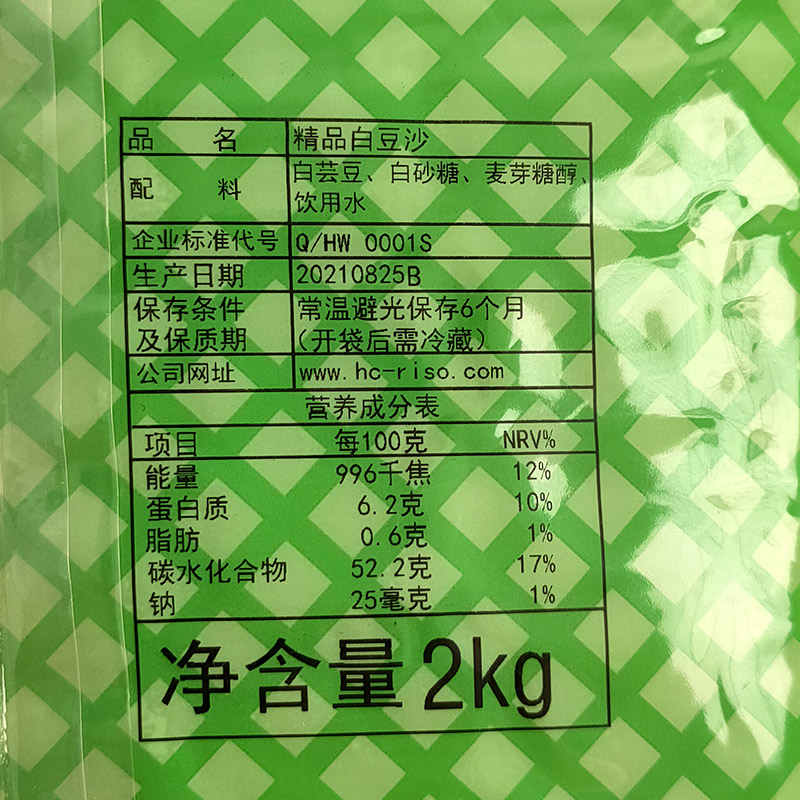 品 名 精品白豆沙
配 料 白芸豆、白砂糖、麦芽糖醇、
饮用水
企业标准代号 Q/HW 0001S
生产日期 20210825B
保存条件 常温避光保存6个月
及保质期 （开袋后需冷藏）
公司网址 www.hc-riso.com
营养成分表
项目 每100克 NRV%
能量 996千焦 12%
蛋白质 6.2克 10%
脂肪 0.6克 1%
碳水化合物 52.2克 17%
钠 25毫克 1%
净含量2kg